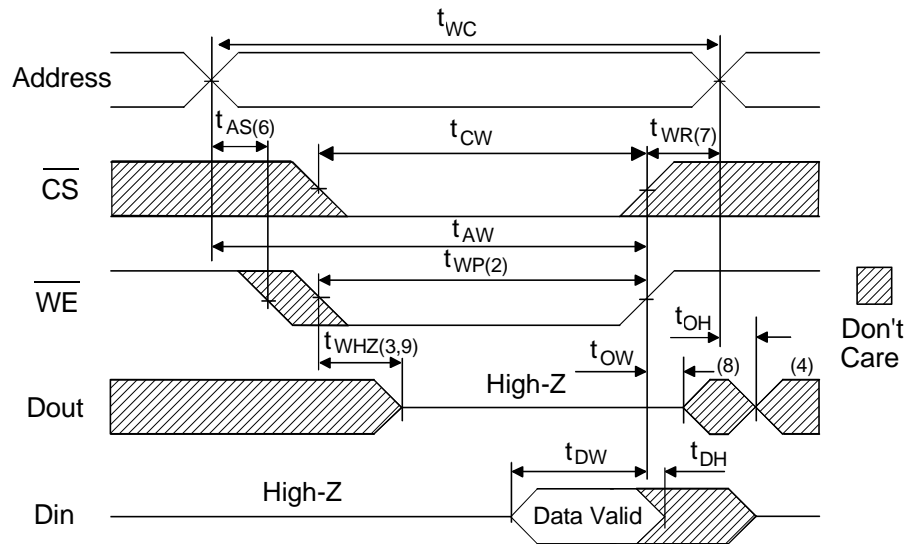 tWC
Address
tAS(6)
tCW
tWR(7)
CS
tAW
tWP(2)
WE
tOH
Don't
Care
tWHZ(3,9)
tOW
(8)
(4)
High-Z
Dout
tDW
tDH
High-Z
Din
Data Valid